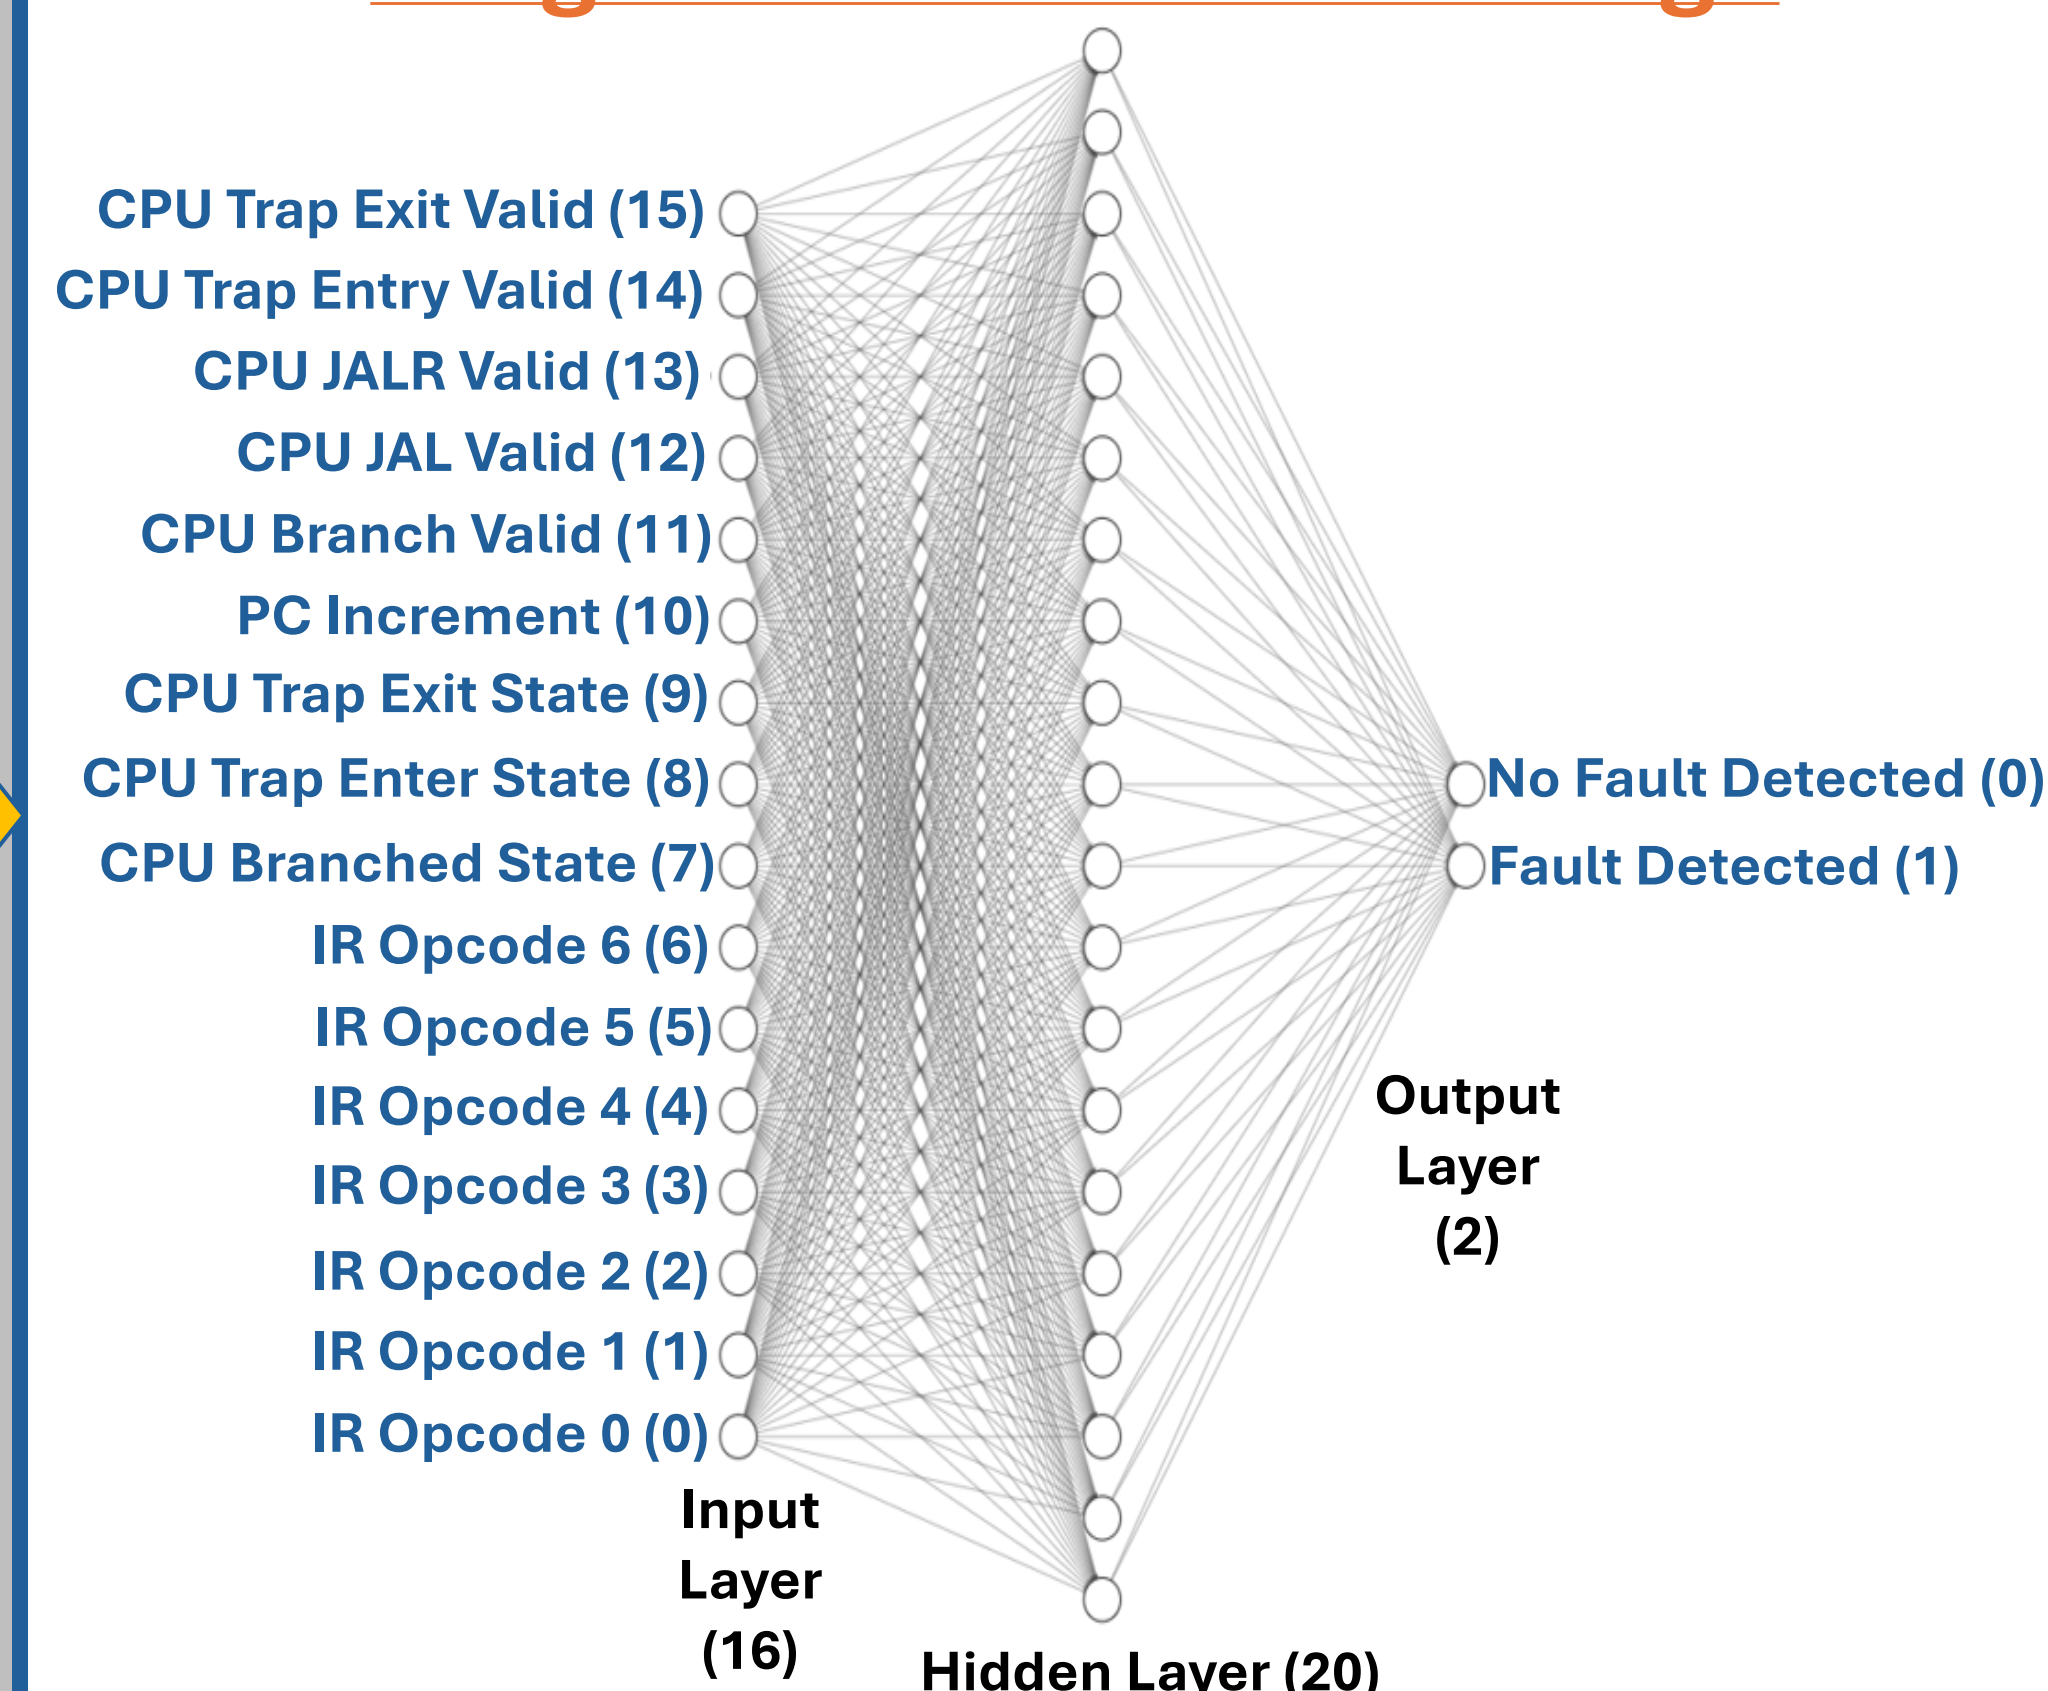 CPU Trap Exit Valid (15)
CPU Trap Entry Valid (14)
CPU JALR Valid (13)
CPU JAL Valid (12)
CPU Branch Valid (11)
PC Increment (10)
CPU Trap Exit State (9)
CPU Trap Enter State (8)
CPU Branched State (7)
IR Opcode 6 (6)
IR Opcode 5 (5)
IR Opcode 4 (4)
IR Opcode 3 (3)
IR Opcode 2 (2)
IR Opcode 1 (1)
IR Opcode 0 (0)
Input
Layer
(16)
Hidden Layer (20)
No Fault Detected (0)
Fault Detected (1)
Output
Layer
(2)